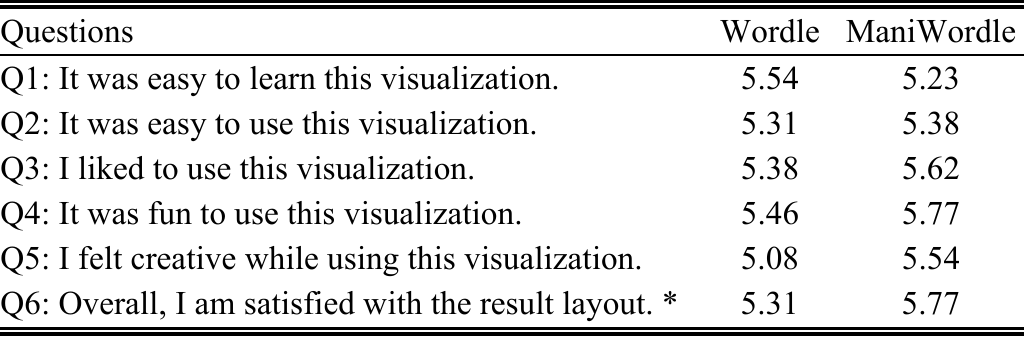 Questions Wordle ManiWordle
Q1: It was easy to learn this visualization. 5.54 5.23
Q2: It was easy to use this visualization. 5.31 5.38
Q3: I liked to use this visualization. 5.38 5.62
Q4: It was fun to use this visualization. 5.46 5.77
Q5: I felt creative while using this visualization. 5.08 5.54
Q6: Overall, I am satisfied with the result layout. * 5.31 5.77